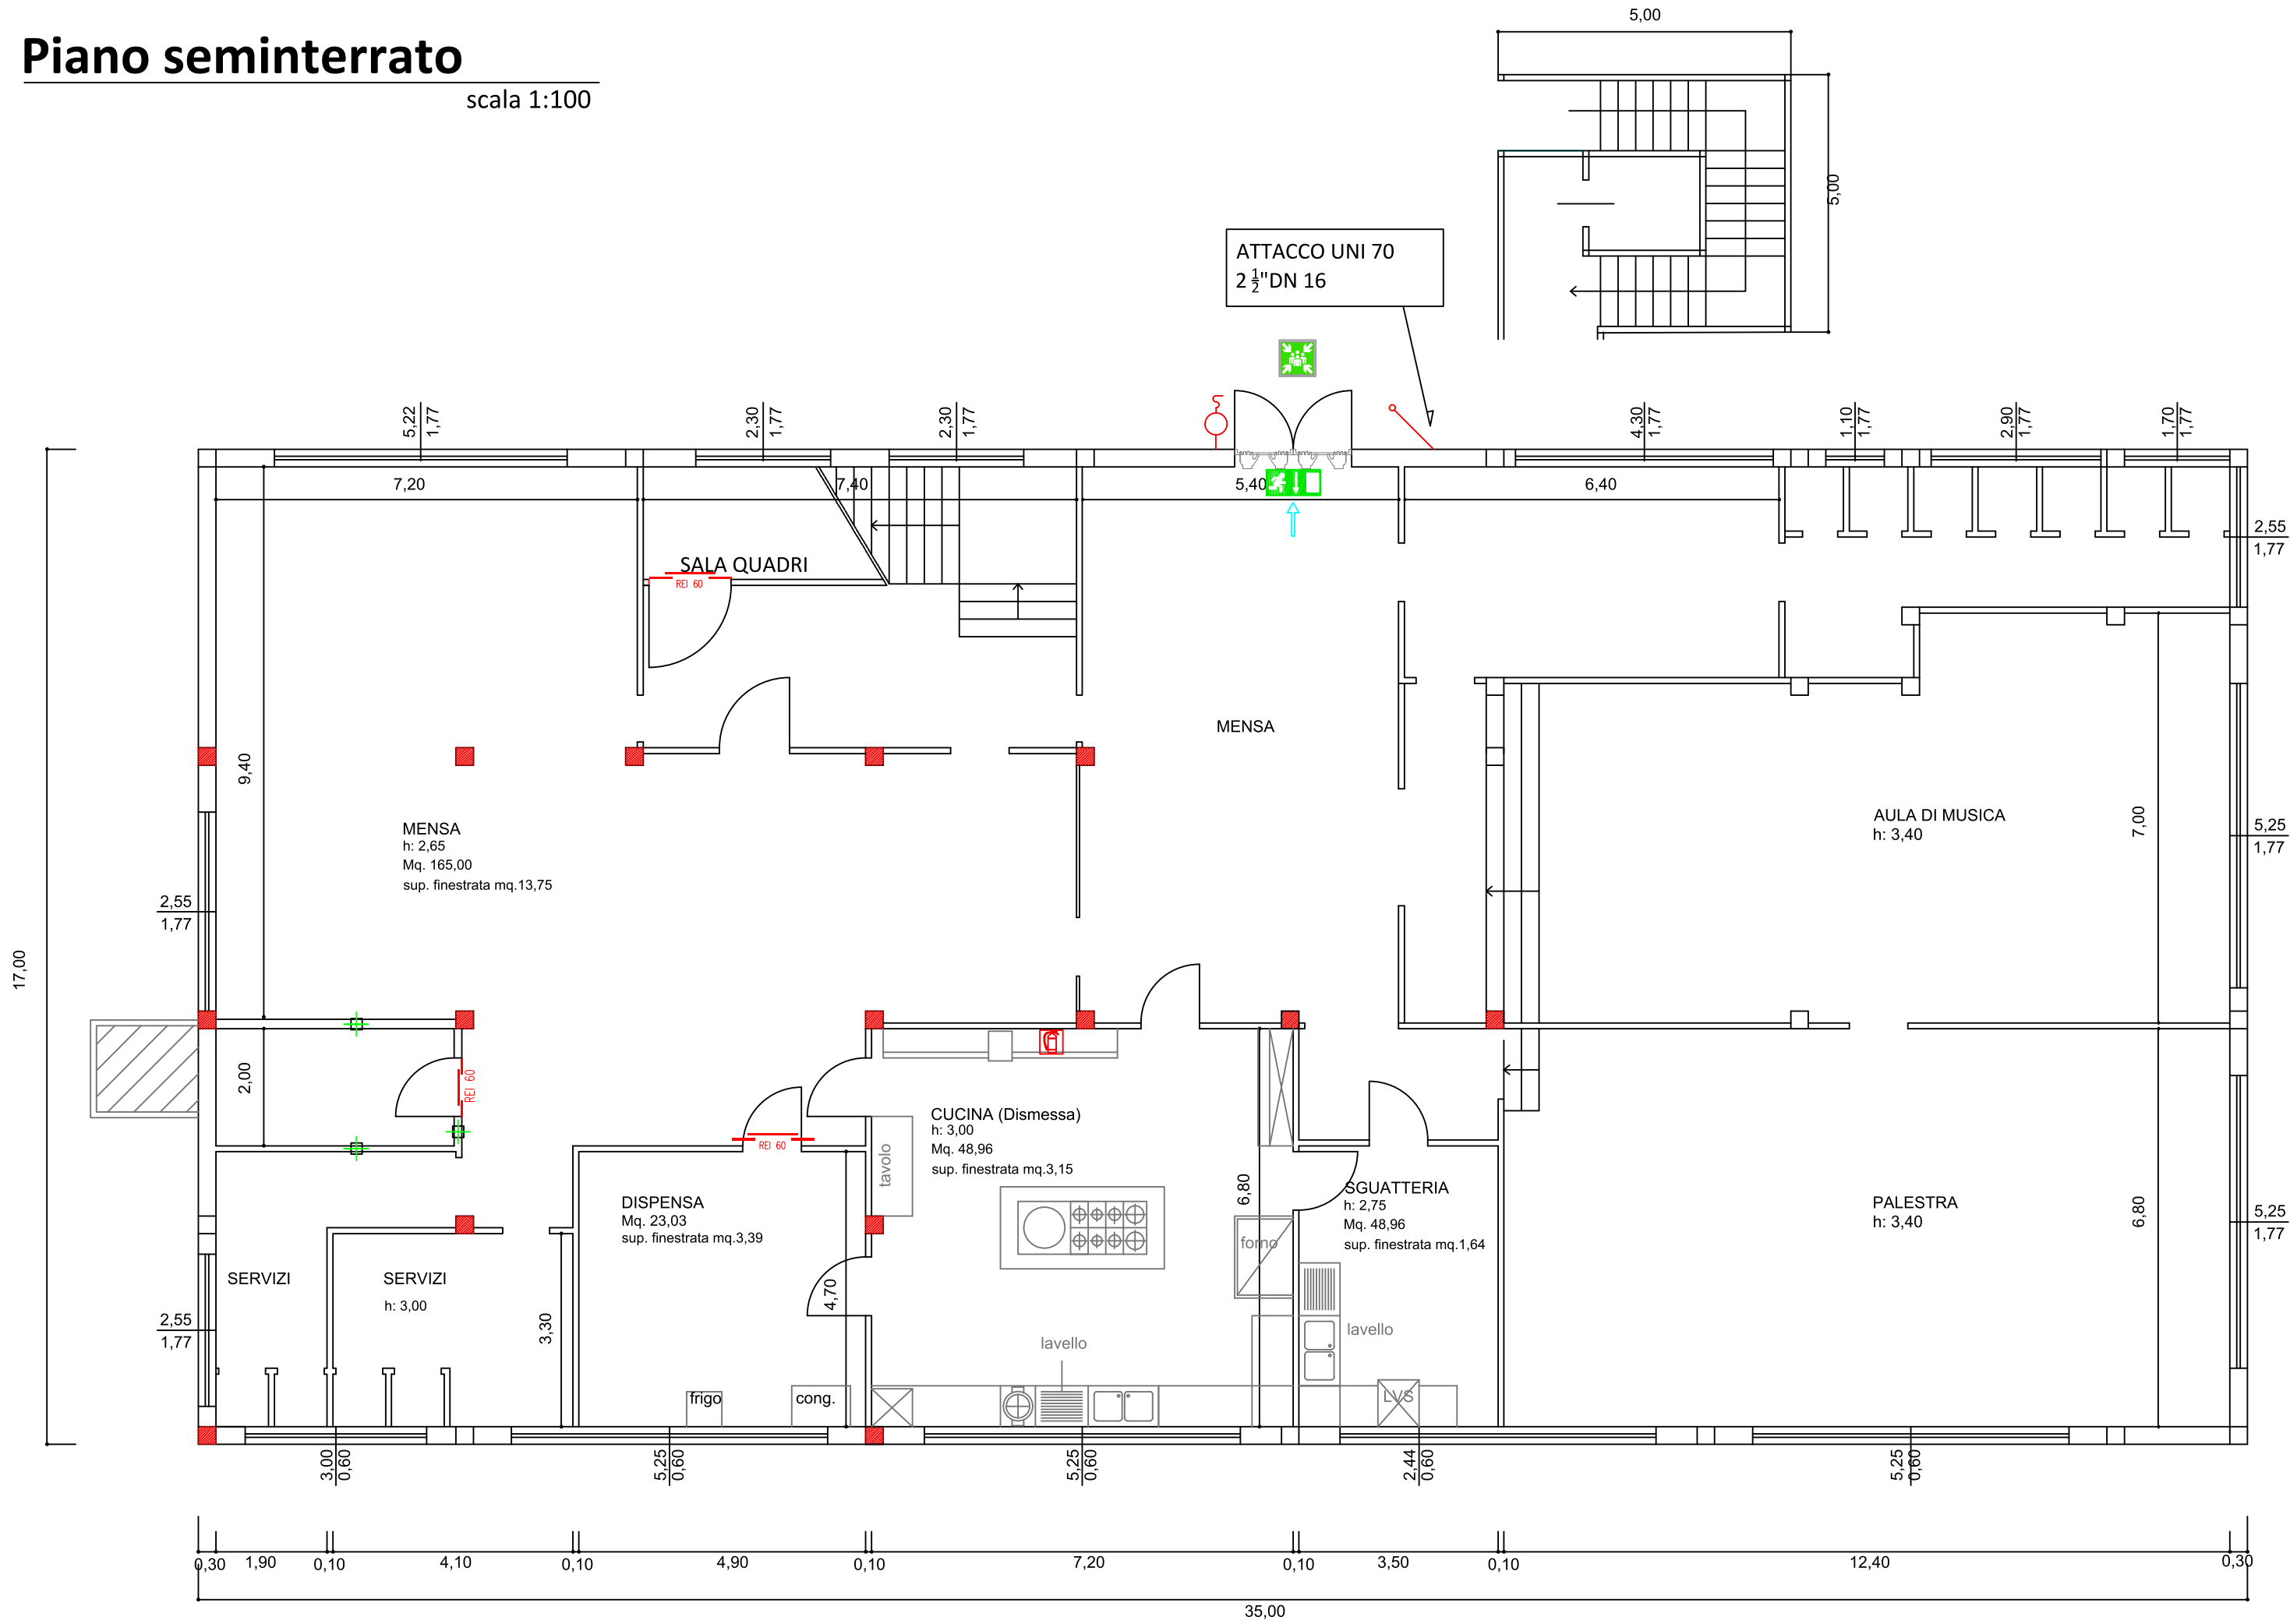 Piano seminterrato
scala 1:100
5,00
5,00
ATTACCO UNI 70
2 ½"DN 16
5,22
1,77
2,30
1,77
2,30
1,77
4,30
1,77
1,10
1,77
2,90
1,77
1,70
1,77
7,20
7,40
5,40
6,40
2,55
1,77
SALA QUADRI
REI 60
MENSA
9,40
MENSA
h: 2,65
Mq. 165,00
sup. finestrata mq.13,75
AULA DI MUSICA
h: 3,40
7,00
5,25
1,77
2,55
1,77
17,00
2,00
REI 60
REI 60
CUCINA (Dismessa)
h: 3,00
Mq. 48,96
sup. finestrata mq.3,15
tavolo
DISPENSA
Mq. 23,03
sup. finestrata mq.3,39
6,80
SGUATTERIA
h: 2,75
Mq. 48,96
sup. finestrata mq.1,64
PALESTRA
h: 3,40
6,80
5,25
1,77
forno
SERVIZI
SERVIZI
h: 3,00
2,55
1,77
3,30
4,70
lavello
lavello
frigo
cong.
LVS
3,00
0,60
5,25
0,60
5,25
0,60
2,44
0,60
5,25
0,60
0,30
1,90
0,10
4,10
0,10
4,90
0,10
7,20
0,10
3,50
0,10
12,40
0,30
35,00